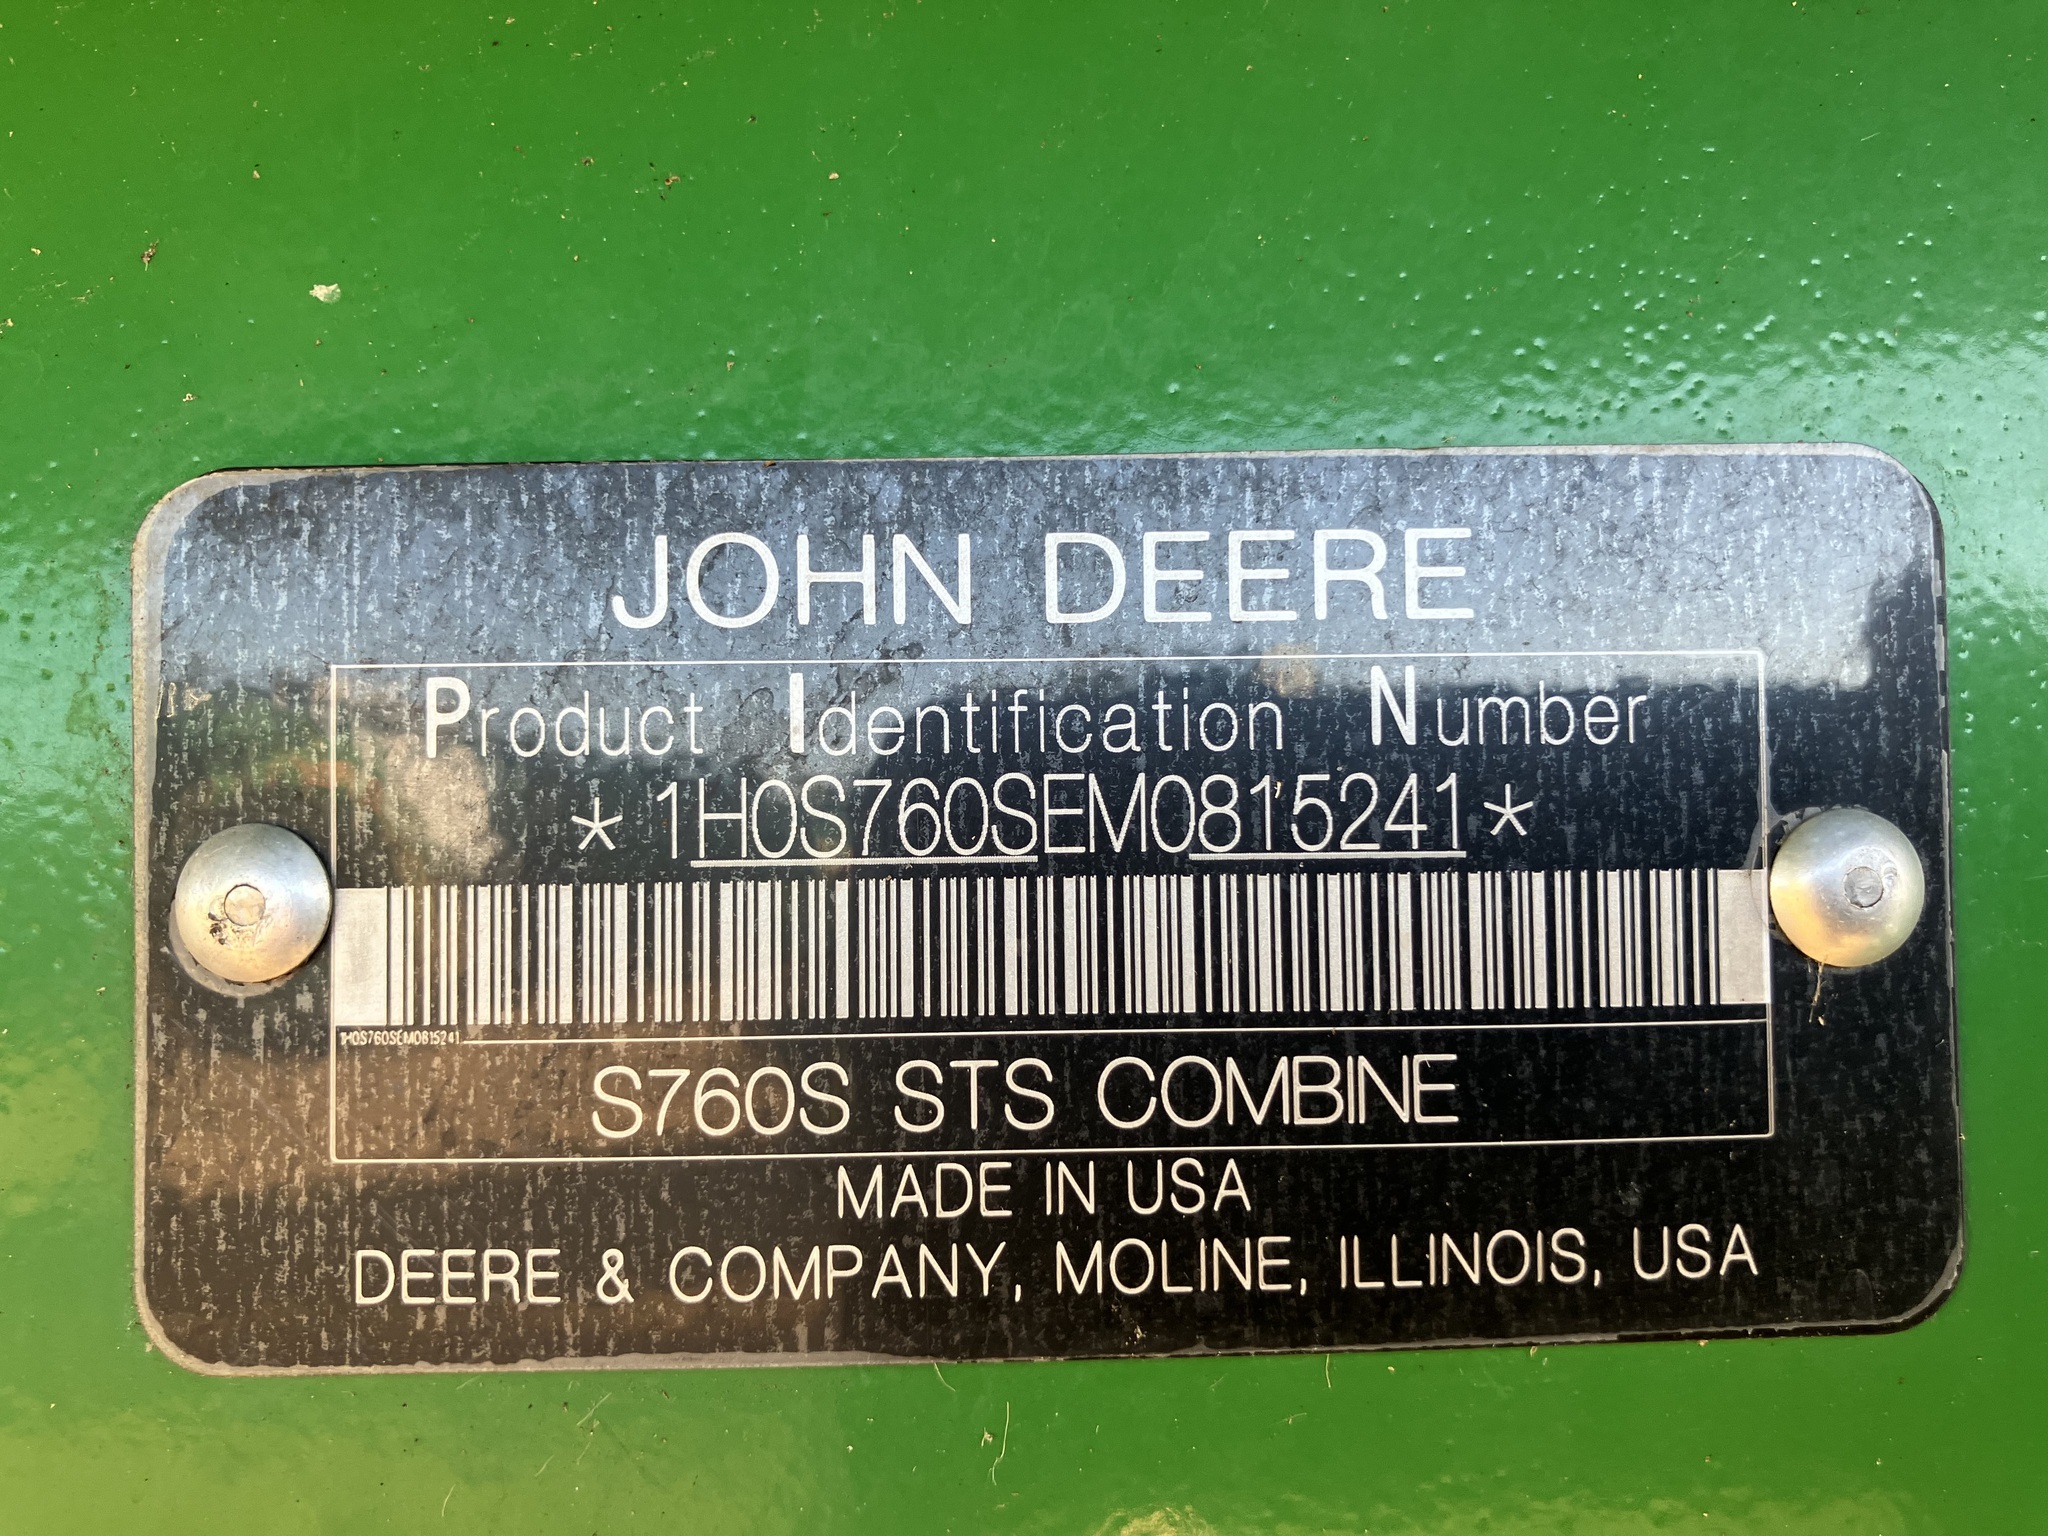 JOHN DEERE
Product Identification Number
*1H0S760SEM0815241*
1H0S760SEM0815241
S760S STS COMBINE
MADE IN USA
DEERE & COMPANY, MOLINE, ILLINOIS, USA